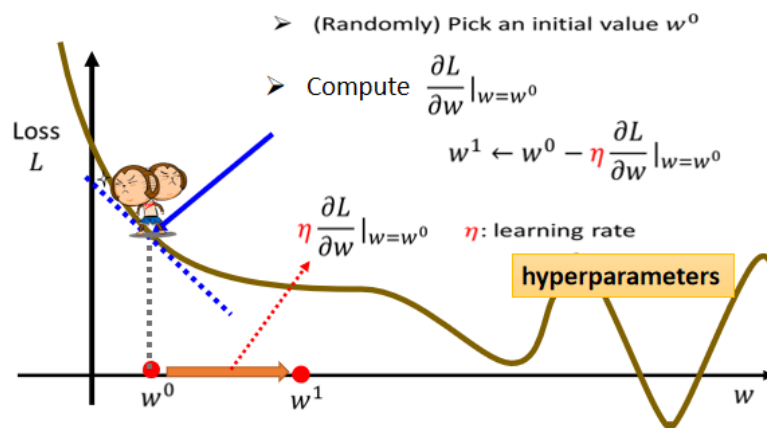 ➢ (Randomly) Pick an initial value w⁰
➢ Compute ∂L/∂w |w=w⁰
Loss
L
w¹ ← w⁰ − η ∂L/∂w |w=w⁰
η ∂L/∂w |w=w⁰ η: learning rate
hyperparameters
w⁰ w¹ w